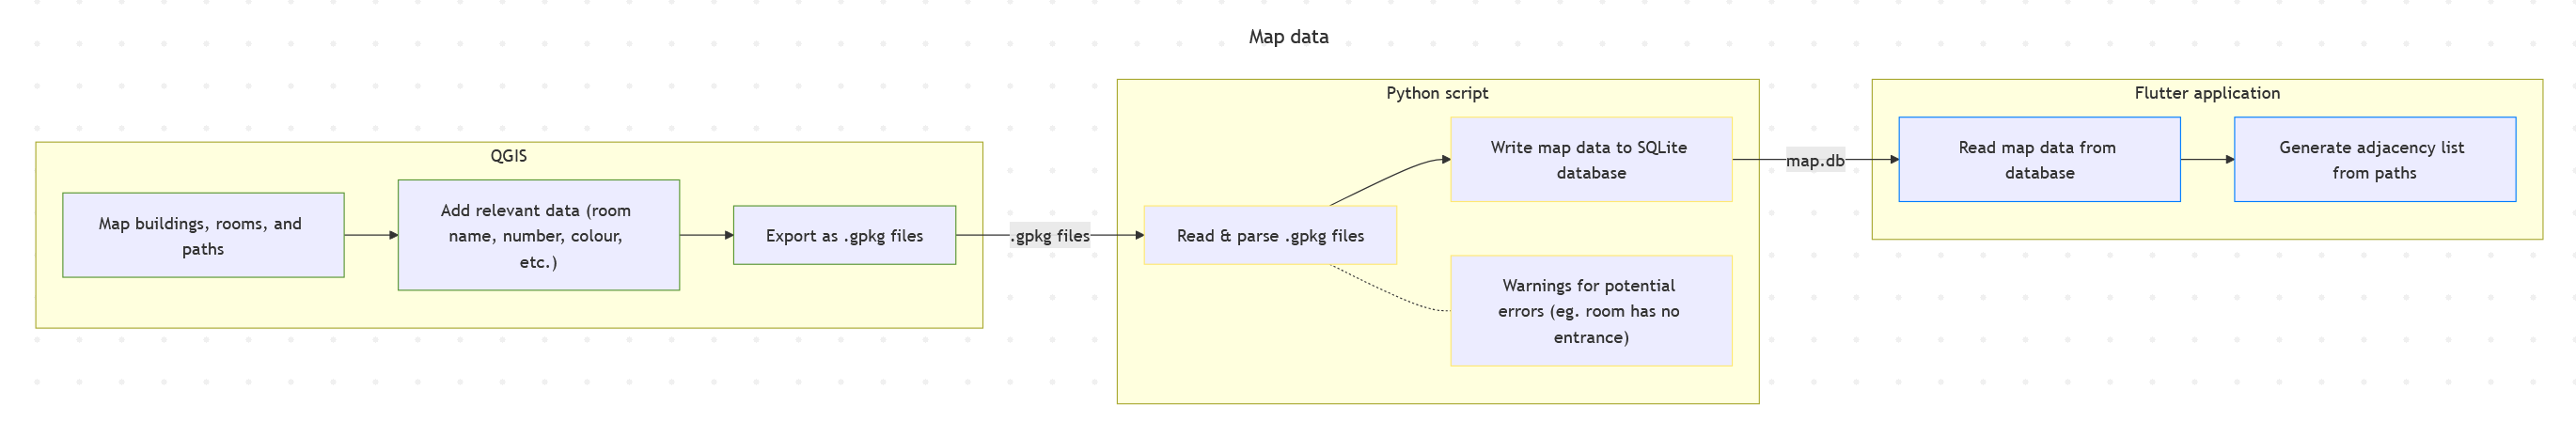 Map data
QGIS
Map buildings, rooms, and
paths
Add relevant data (room
name, number, colour,
etc.)
Export as .gpkg files
.gpkg files
Python script
Read & parse .gpkg files
Write map data to SQLite
database
Warnings for potential
errors (eg. room has no
entrance)
map.db
Flutter application
Read map data from
database
Generate adjacency list
from paths